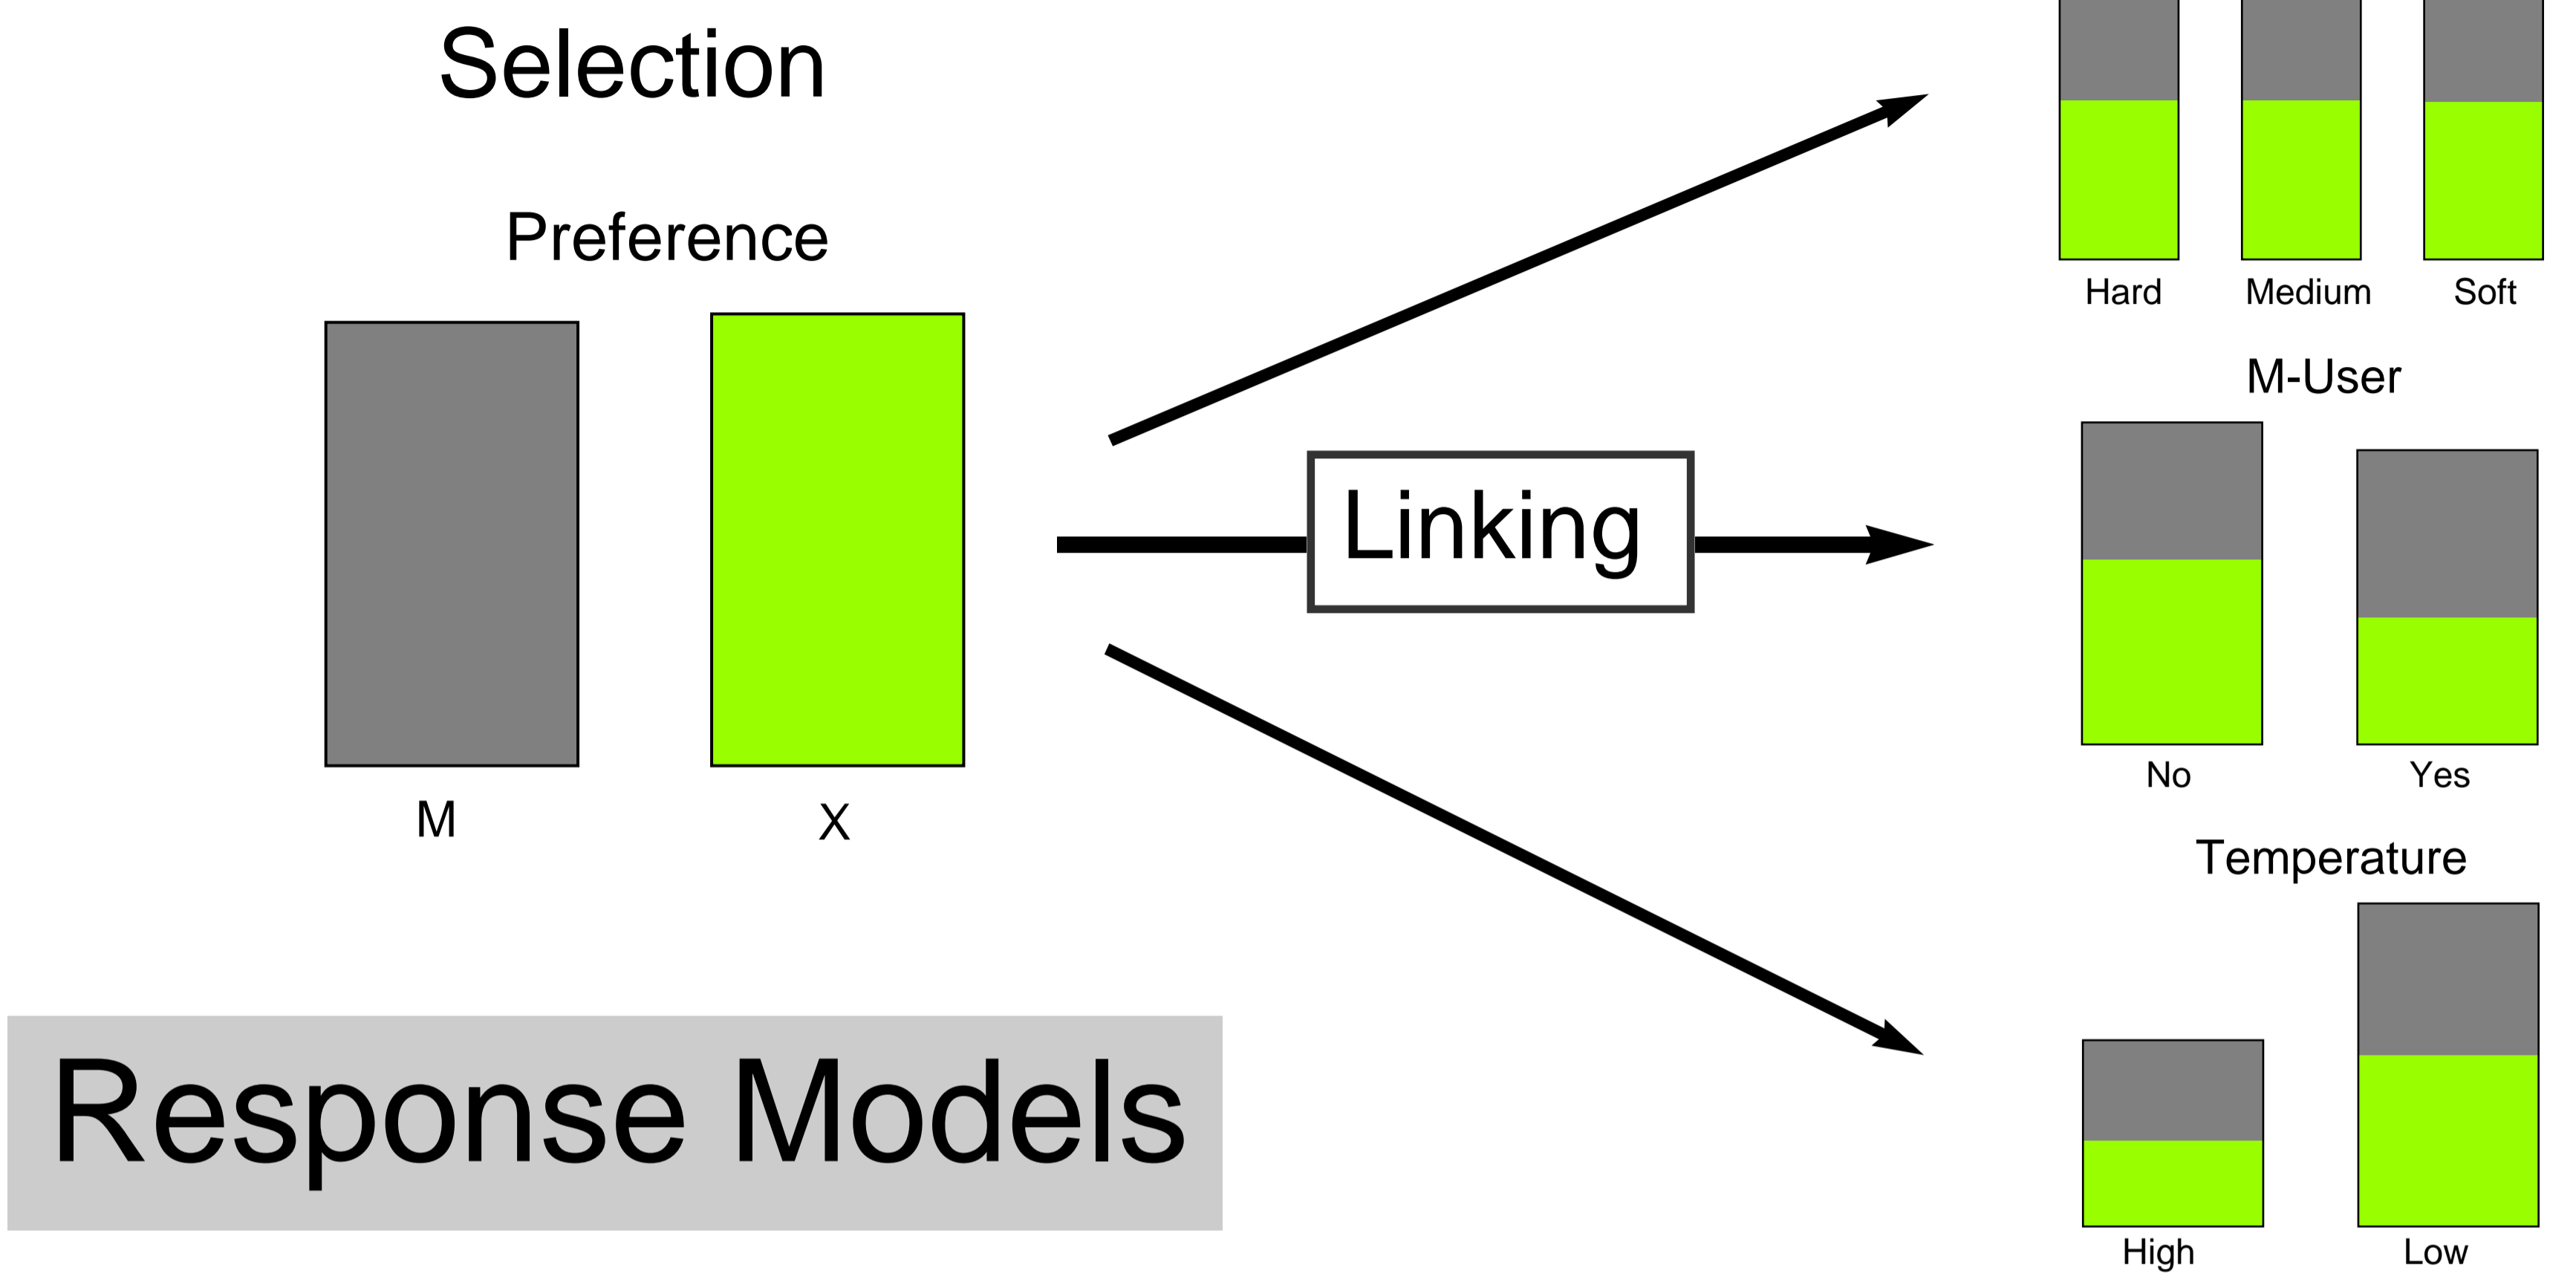 Selection
Preference
M
X
Linking
Hard
Medium
Soft
M-User
No
Yes
Temperature
High
Low
Response Models